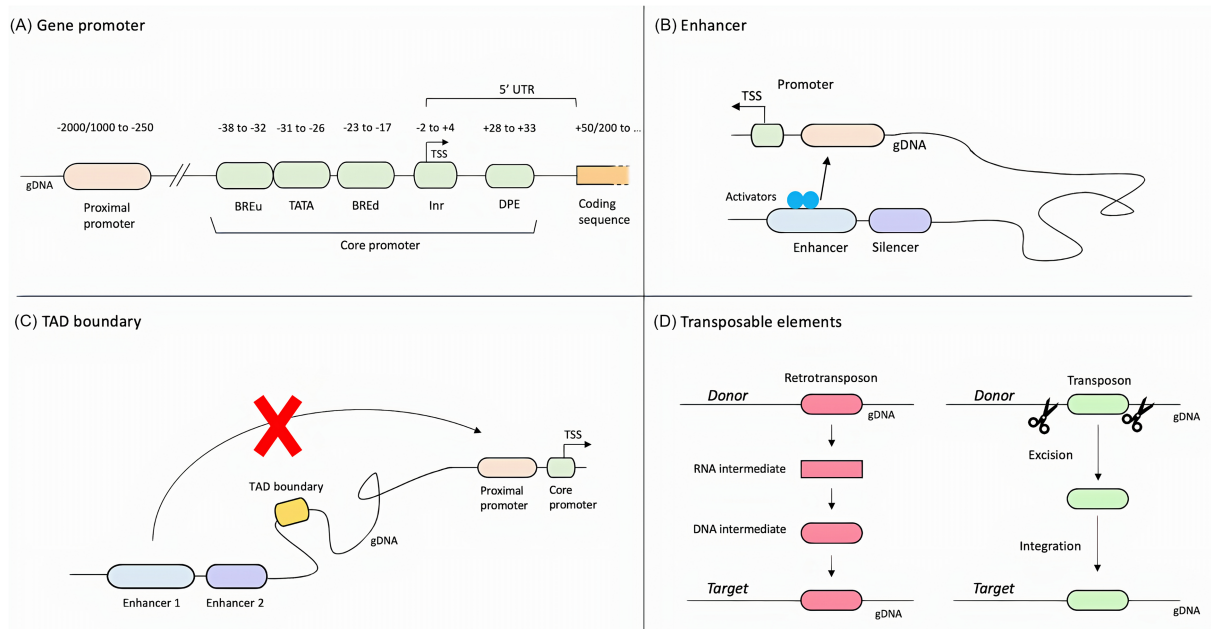 (A) Gene promoter
5' UTR
-2000/1000 to -250
-38 to -32
-31 to -26
-23 to -17
-2 to +4
+28 to +33
+50/200 to ...
TSS
gDNA
Proximal
promoter
BREu
TATA
BREd
Inr
DPE
Coding
sequence
Core promoter
(B) Enhancer
Promoter
TSS
gDNA
Activators
Enhancer
Silencer
(C) TAD boundary
TSS
TAD boundary
Proximal
promoter
Core
promoter
gDNA
Enhancer 1
Enhancer 2
(D) Transposable elements
Retrotransposon
Donor
gDNA
RNA intermediate
DNA intermediate
Target
gDNA
Transposon
Donor
gDNA
Excision
Integration
Target
gDNA